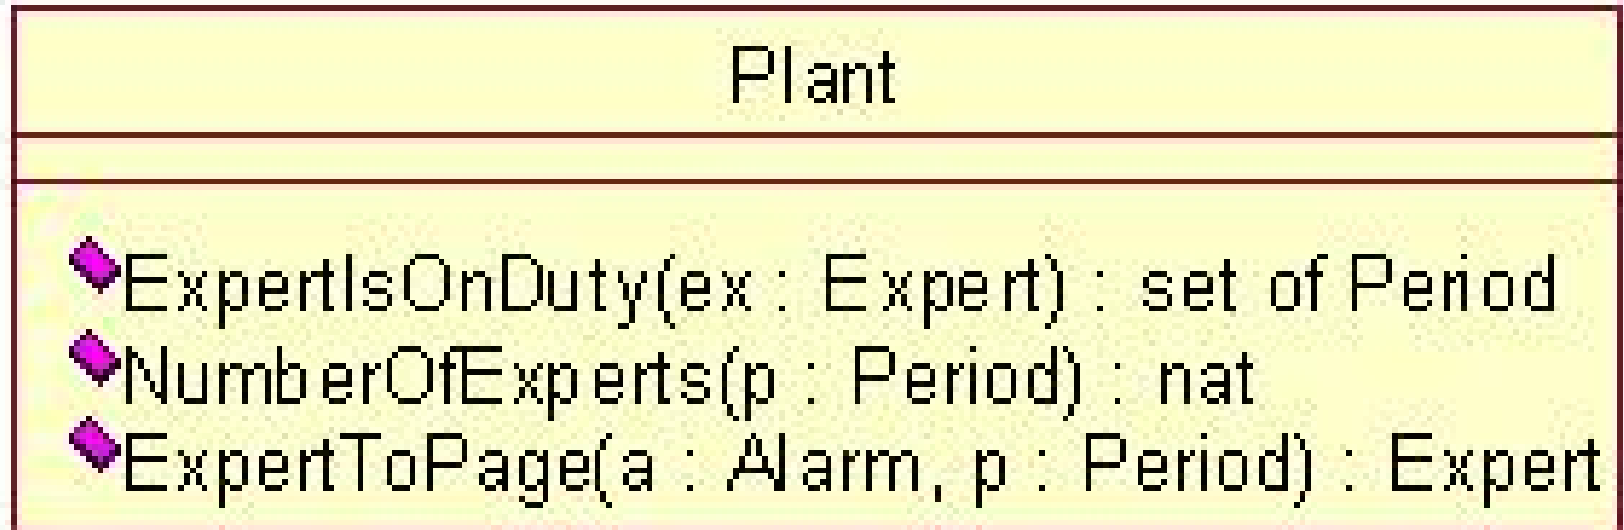 Plant
ExpertIsOnDuty(ex : Expert) : set of Period
NumberOfExperts(p : Period) : nat
ExpertToPage(a : Alarm, p : Period) : Expert